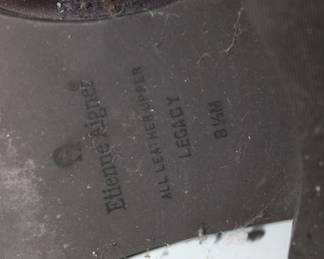 Etienne Aigner®
ALL LEATHER UPPER
LEGACY
8 ½ M